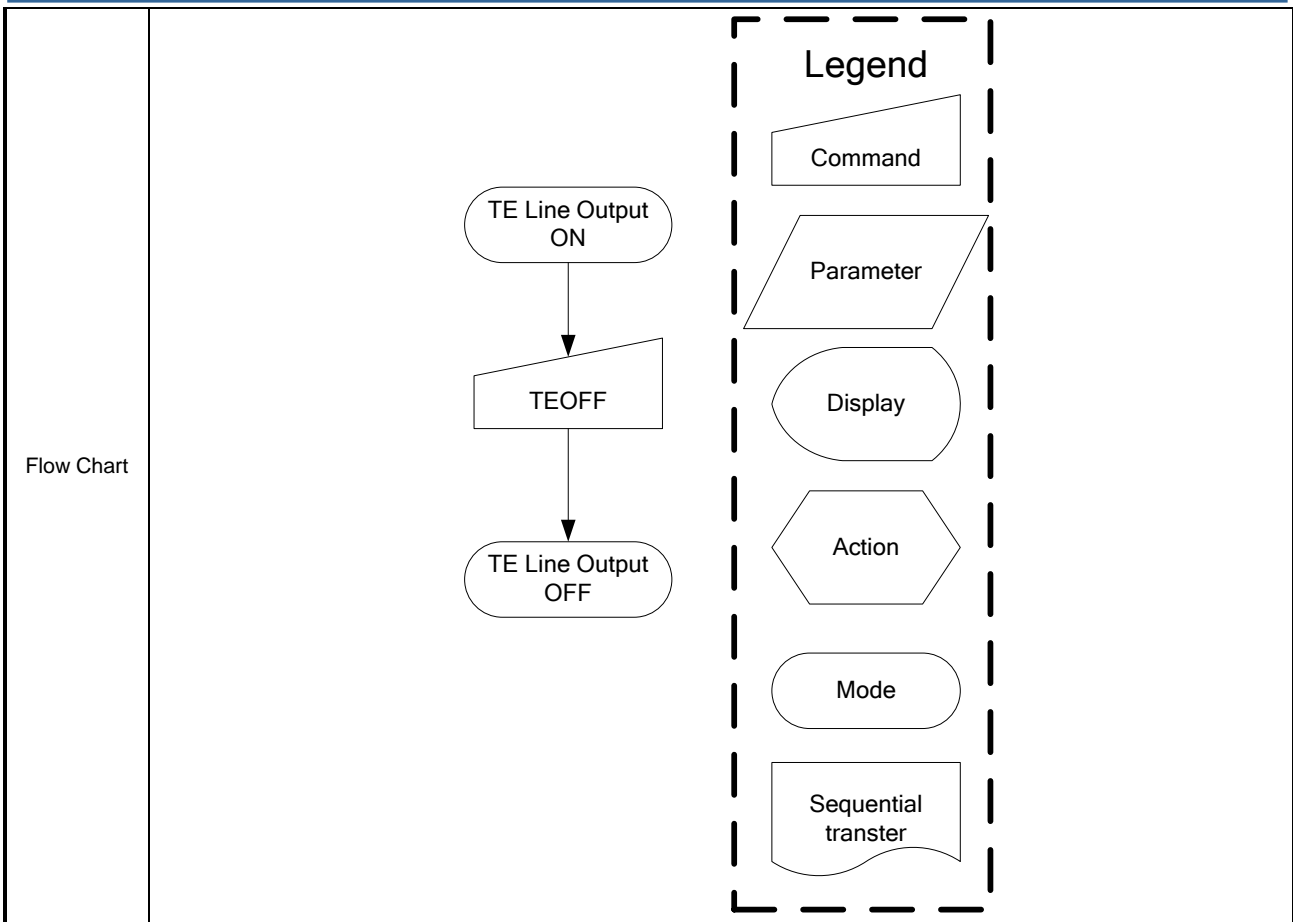 Flow Chart
TE Line Output
ON
TEOFF
TE Line Output
OFF
Legend
Command
Parameter
Display
Action
Mode
Sequential
transter